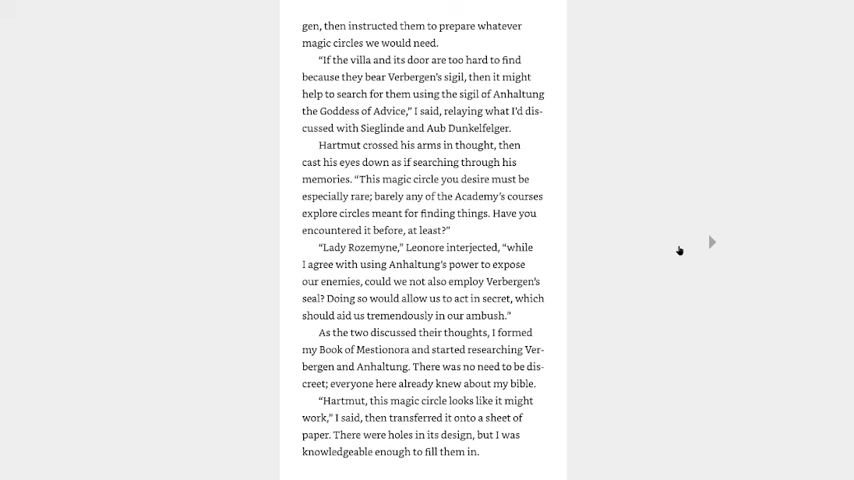 gen, then instructed them to prepare whatever
magic circles we would need.
“If the villa and its door are too hard to find
because they bear Verbergen’s sigil, then it might
help to search for them using the sigil of Anhaltung
the Goddess of Advice,” I said, relaying what I’d dis-
cussed with Sieglinde and Aub Dunkelfelger.
Hartmut crossed his arms in thought, then
cast his eyes down as if searching through his
memories. “This magic circle you desire must be
especially rare; barely any of the Academy’s courses
explore circles meant for finding things. Have you
encountered it before, at least?”
“Lady Rozemyne,” Leonore interjected, “while
I agree with using Anhaltung’s power to expose
our enemies, could we not also employ Verbergen’s
seal? Doing so would allow us to act in secret, which
should aid us tremendously in our ambush.”
As the two discussed their thoughts, I formed
my Book of Mestionora and started researching Ver-
bergen and Anhaltung. There was no need to be dis-
creet; everyone here already knew about my bible.
“Hartmut, this magic circle looks like it might
work,” I said, then transferred it onto a sheet of
paper. There were holes in its design, but I was
knowledgeable enough to fill them in.